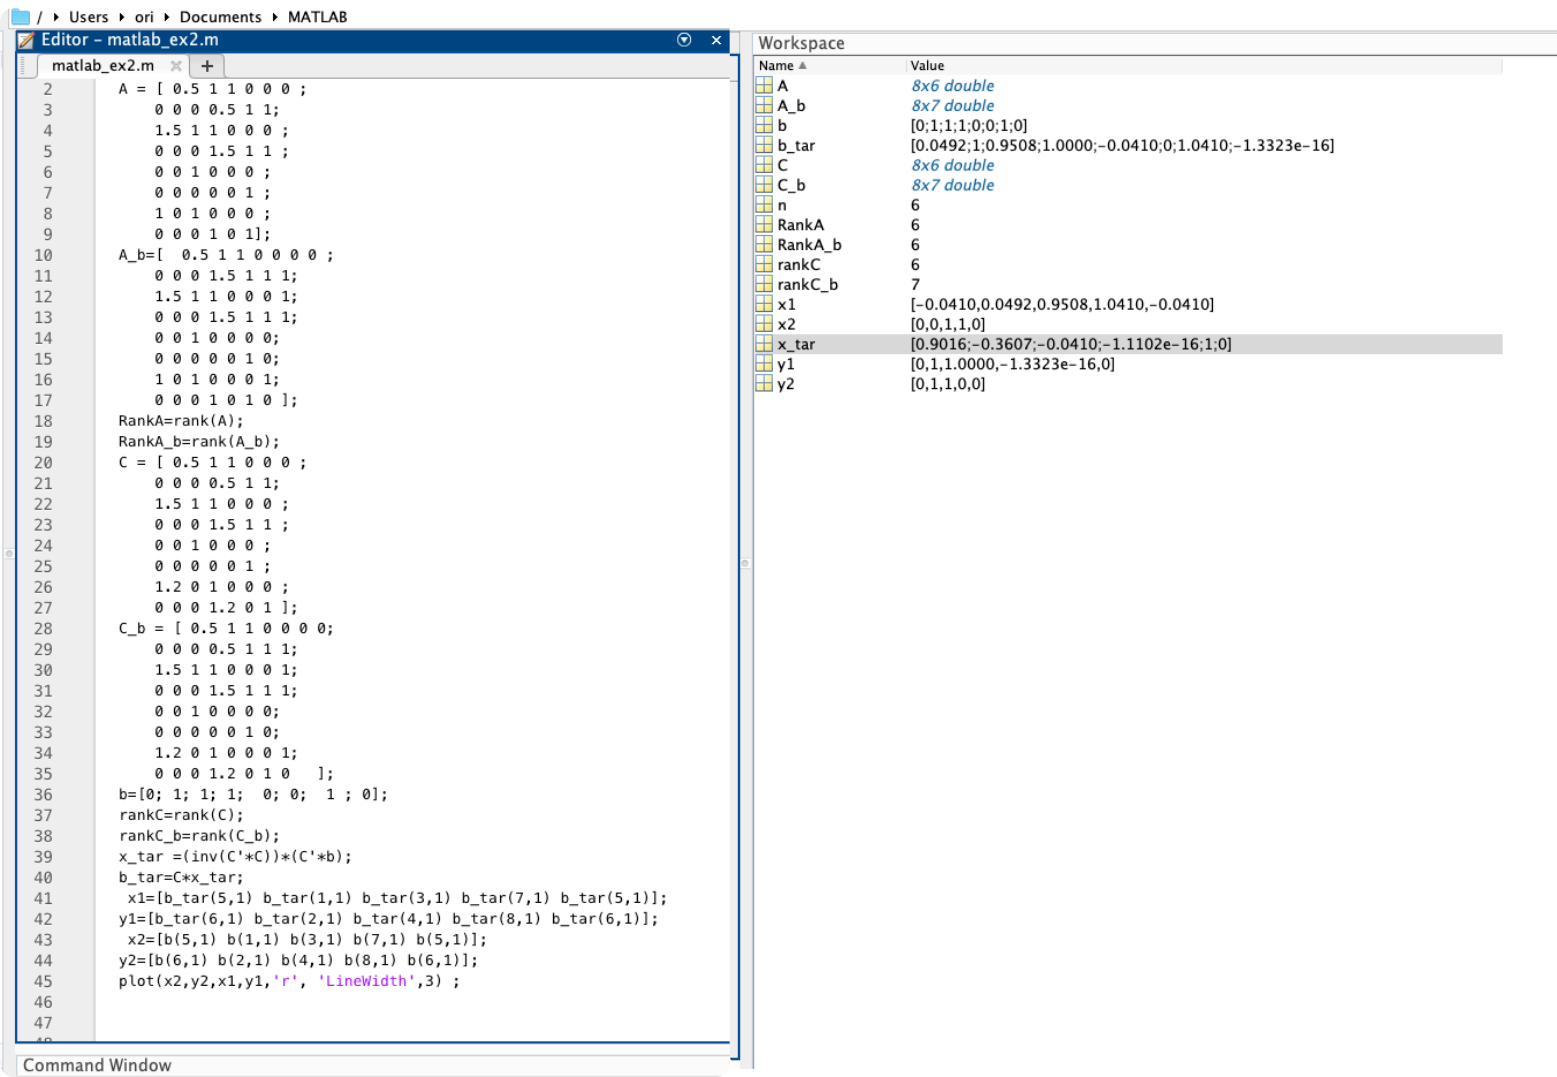 / ▸ Users ▸ ori ▸ Documents ▸ MATLAB
Editor – matlab_ex2.m
matlab_ex2.m × +
2 A = [ 0.5 1 1 0 0 0 ;
3 0 0 0 0.5 1 1;
4 1.5 1 1 0 0 0 ;
5 0 0 0 1.5 1 1 ;
6 0 0 1 0 0 0 ;
7 0 0 0 0 0 1 ;
8 1 0 1 0 0 0 ;
9 0 0 0 1 0 1];
10 A_b=[  0.5 1 1 0 0 0 0 ;
11 0 0 0 1.5 1 1 1;
12 1.5 1 1 0 0 0 1;
13 0 0 0 1.5 1 1 1;
14 0 0 1 0 0 0 0;
15 0 0 0 0 0 1 0;
16 1 0 1 0 0 0 1;
17 0 0 0 1 0 1 0 ];
18 RankA=rank(A);
19 RankA_b=rank(A_b);
20 C = [ 0.5 1 1 0 0 0 ;
21 0 0 0 0.5 1 1;
22 1.5 1 1 0 0 0 ;
23 0 0 0 1.5 1 1 ;
24 0 0 1 0 0 0 ;
25 0 0 0 0 0 1 ;
26 1.2 0 1 0 0 0 ;
27 0 0 0 1.2 0 1 ];
28 C_b = [ 0.5 1 1 0 0 0 0;
29 0 0 0 0.5 1 1 1;
30 1.5 1 1 0 0 0 1;
31 0 0 0 1.5 1 1 1;
32 0 0 1 0 0 0 0;
33 0 0 0 0 0 1 0;
34 1.2 0 1 0 0 0 1;
35 0 0 0 1.2 0 1 0   ];
36 b=[0; 1; 1; 1;  0; 0;  1 ; 0];
37 rankC=rank(C);
38 rankC_b=rank(C_b);
39 x_tar =(inv(C'*C))*(C'*b);
40 b_tar=C*x_tar;
41 x1=[b_tar(5,1) b_tar(1,1) b_tar(3,1) b_tar(7,1) b_tar(5,1)];
42 y1=[b_tar(6,1) b_tar(2,1) b_tar(4,1) b_tar(8,1) b_tar(6,1)];
43 x2=[b(5,1) b(1,1) b(3,1) b(7,1) b(5,1)];
44 y2=[b(6,1) b(2,1) b(4,1) b(8,1) b(6,1)];
45 plot(x2,y2,x1,y1,'r', 'LineWidth',3) ;
46
47
48
Command Window
Workspace
Name ▲ Value
A 8x6 double
A_b 8x7 double
b [0;1;1;1;0;0;1;0]
b_tar [0.0492;1;0.9508;1.0000;−0.0410;0;1.0410;−1.3323e−16]
C 8x6 double
C_b 8x7 double
n 6
RankA 6
RankA_b 6
rankC 6
rankC_b 7
x1 [−0.0410,0.0492,0.9508,1.0410,−0.0410]
x2 [0,0,1,1,0]
x_tar [0.9016;−0.3607;−0.0410;−1.1102e−16;1;0]
y1 [0,1,1.0000,−1.3323e−16,0]
y2 [0,1,1,0,0]